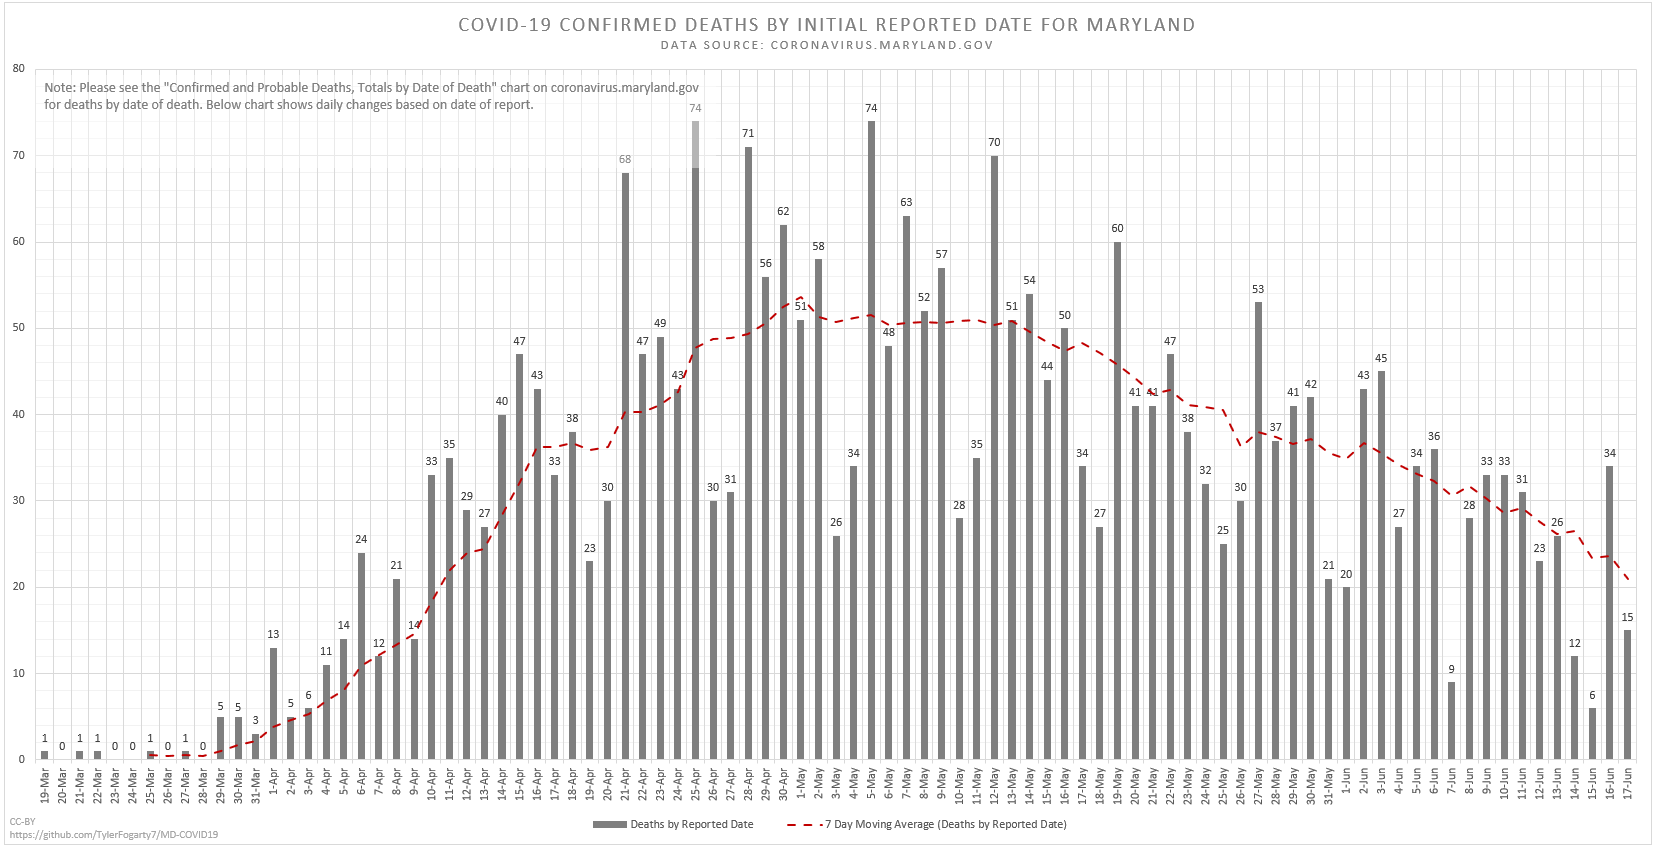 COVID-19 CONFIRMED DEATHS BY INITIAL REPORTED DATE FOR MARYLAND
DATA SOURCE: CORONAVIRUS.MARYLAND.GOV
Note: Please see the "Confirmed and Probable Deaths, Totals by Date of Death" chart on coronavirus.maryland.gov
for deaths by date of death. Below chart shows daily changes based on date of report.
80
70
60
50
40
30
20
10
0
1 0 1 1 0 0 1 0 1 0 5 5 3 13 5 6 11 14 24 12 21 14 33 35 29 27 40 47 43 33 38 23 30 68 47 49 43 74 30 31 71 56 62 51 58 26 34 74 48 63 52 57 28 35 70 51 54 44 50 34 27 60 41 41 47 38 32 25 30 53 37 41 42 21 20 43 45 27 34 36 9 28 33 33 31 23 26 12 6 34 15
19-Mar 20-Mar 21-Mar 22-Mar 23-Mar 24-Mar 25-Mar 26-Mar 27-Mar 28-Mar 29-Mar 30-Mar 31-Mar 1-Apr 2-Apr 3-Apr 4-Apr 5-Apr 6-Apr 7-Apr 8-Apr 9-Apr 10-Apr 11-Apr 12-Apr 13-Apr 14-Apr 15-Apr 16-Apr 17-Apr 18-Apr 19-Apr 20-Apr 21-Apr 22-Apr 23-Apr 24-Apr 25-Apr 26-Apr 27-Apr 28-Apr 29-Apr 30-Apr 1-May 2-May 3-May 4-May 5-May 6-May 7-May 8-May 9-May 10-May 11-May 12-May 13-May 14-May 15-May 16-May 17-May 18-May 19-May 20-May 21-May 22-May 23-May 24-May 25-May 26-May 27-May 28-May 29-May 30-May 31-May 1-Jun 2-Jun 3-Jun 4-Jun 5-Jun 6-Jun 7-Jun 8-Jun 9-Jun 10-Jun 11-Jun 12-Jun 13-Jun 14-Jun 15-Jun 16-Jun 17-Jun
CC-BY
https://github.com/TylerFogarty7/MD-COVID19
Deaths by Reported Date
7 Day Moving Average (Deaths by Reported Date)